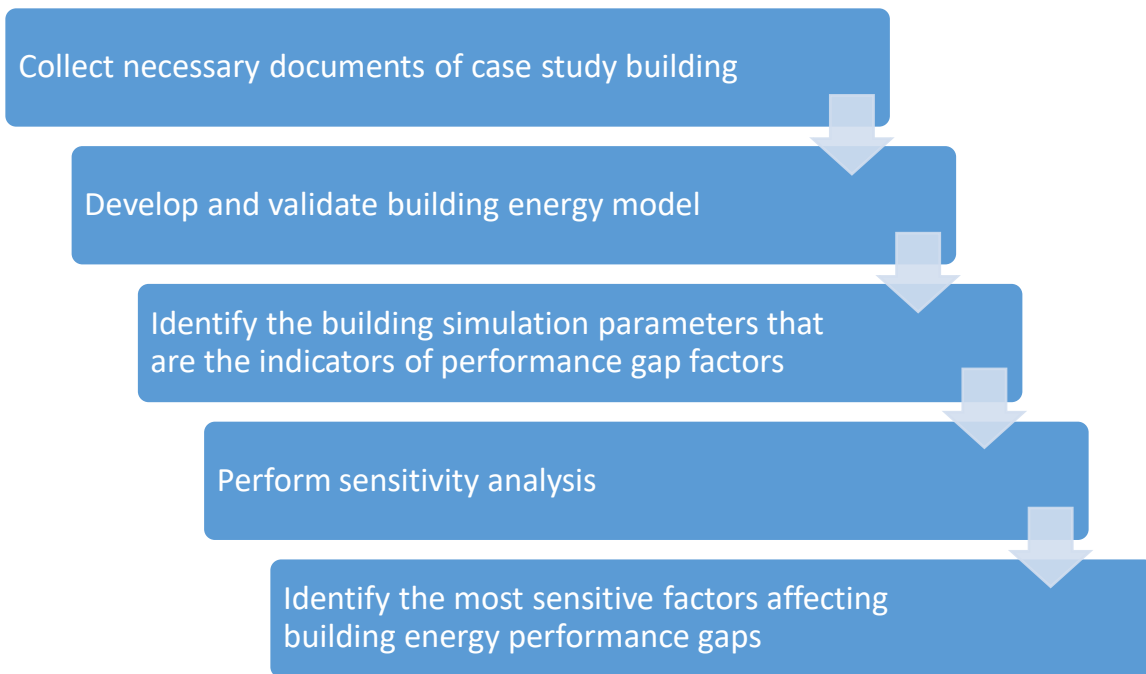 Collect necessary documents of case study building
Develop and validate building energy model
Identify the building simulation parameters that
are the indicators of performance gap factors
Perform sensitivity analysis
Identify the most sensitive factors affecting
building energy performance gaps